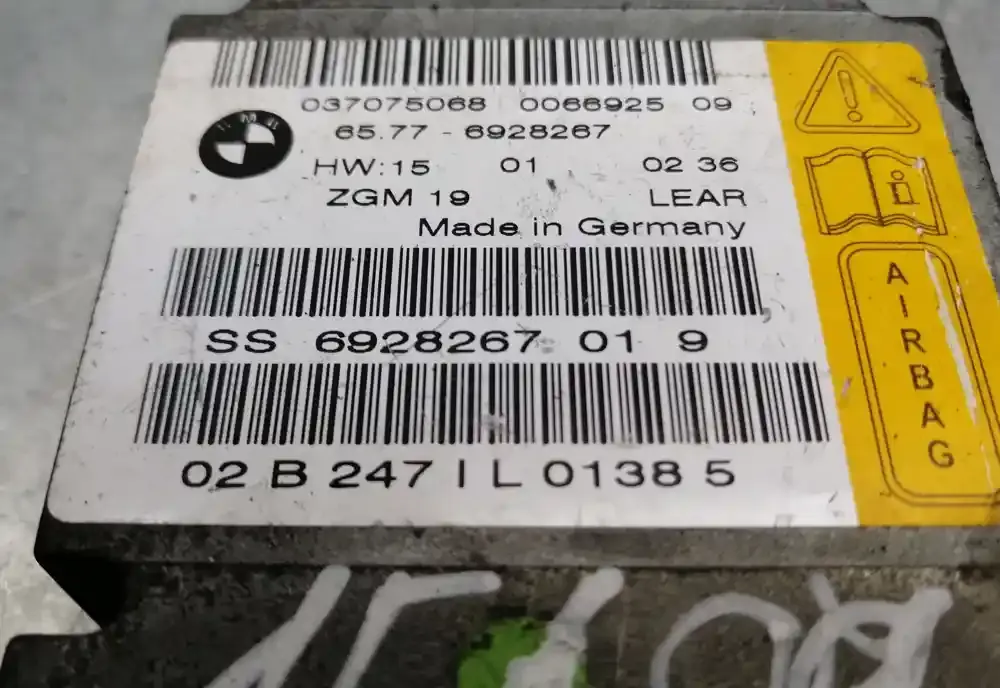 037075068 0066925 09
BMW
65.77 - 6928267
HW:15 01 02 36
ZGM 19 LEAR
Made in Germany
SS 6928267 01 9
02 B 247 I L 0138 5
AIRBAG